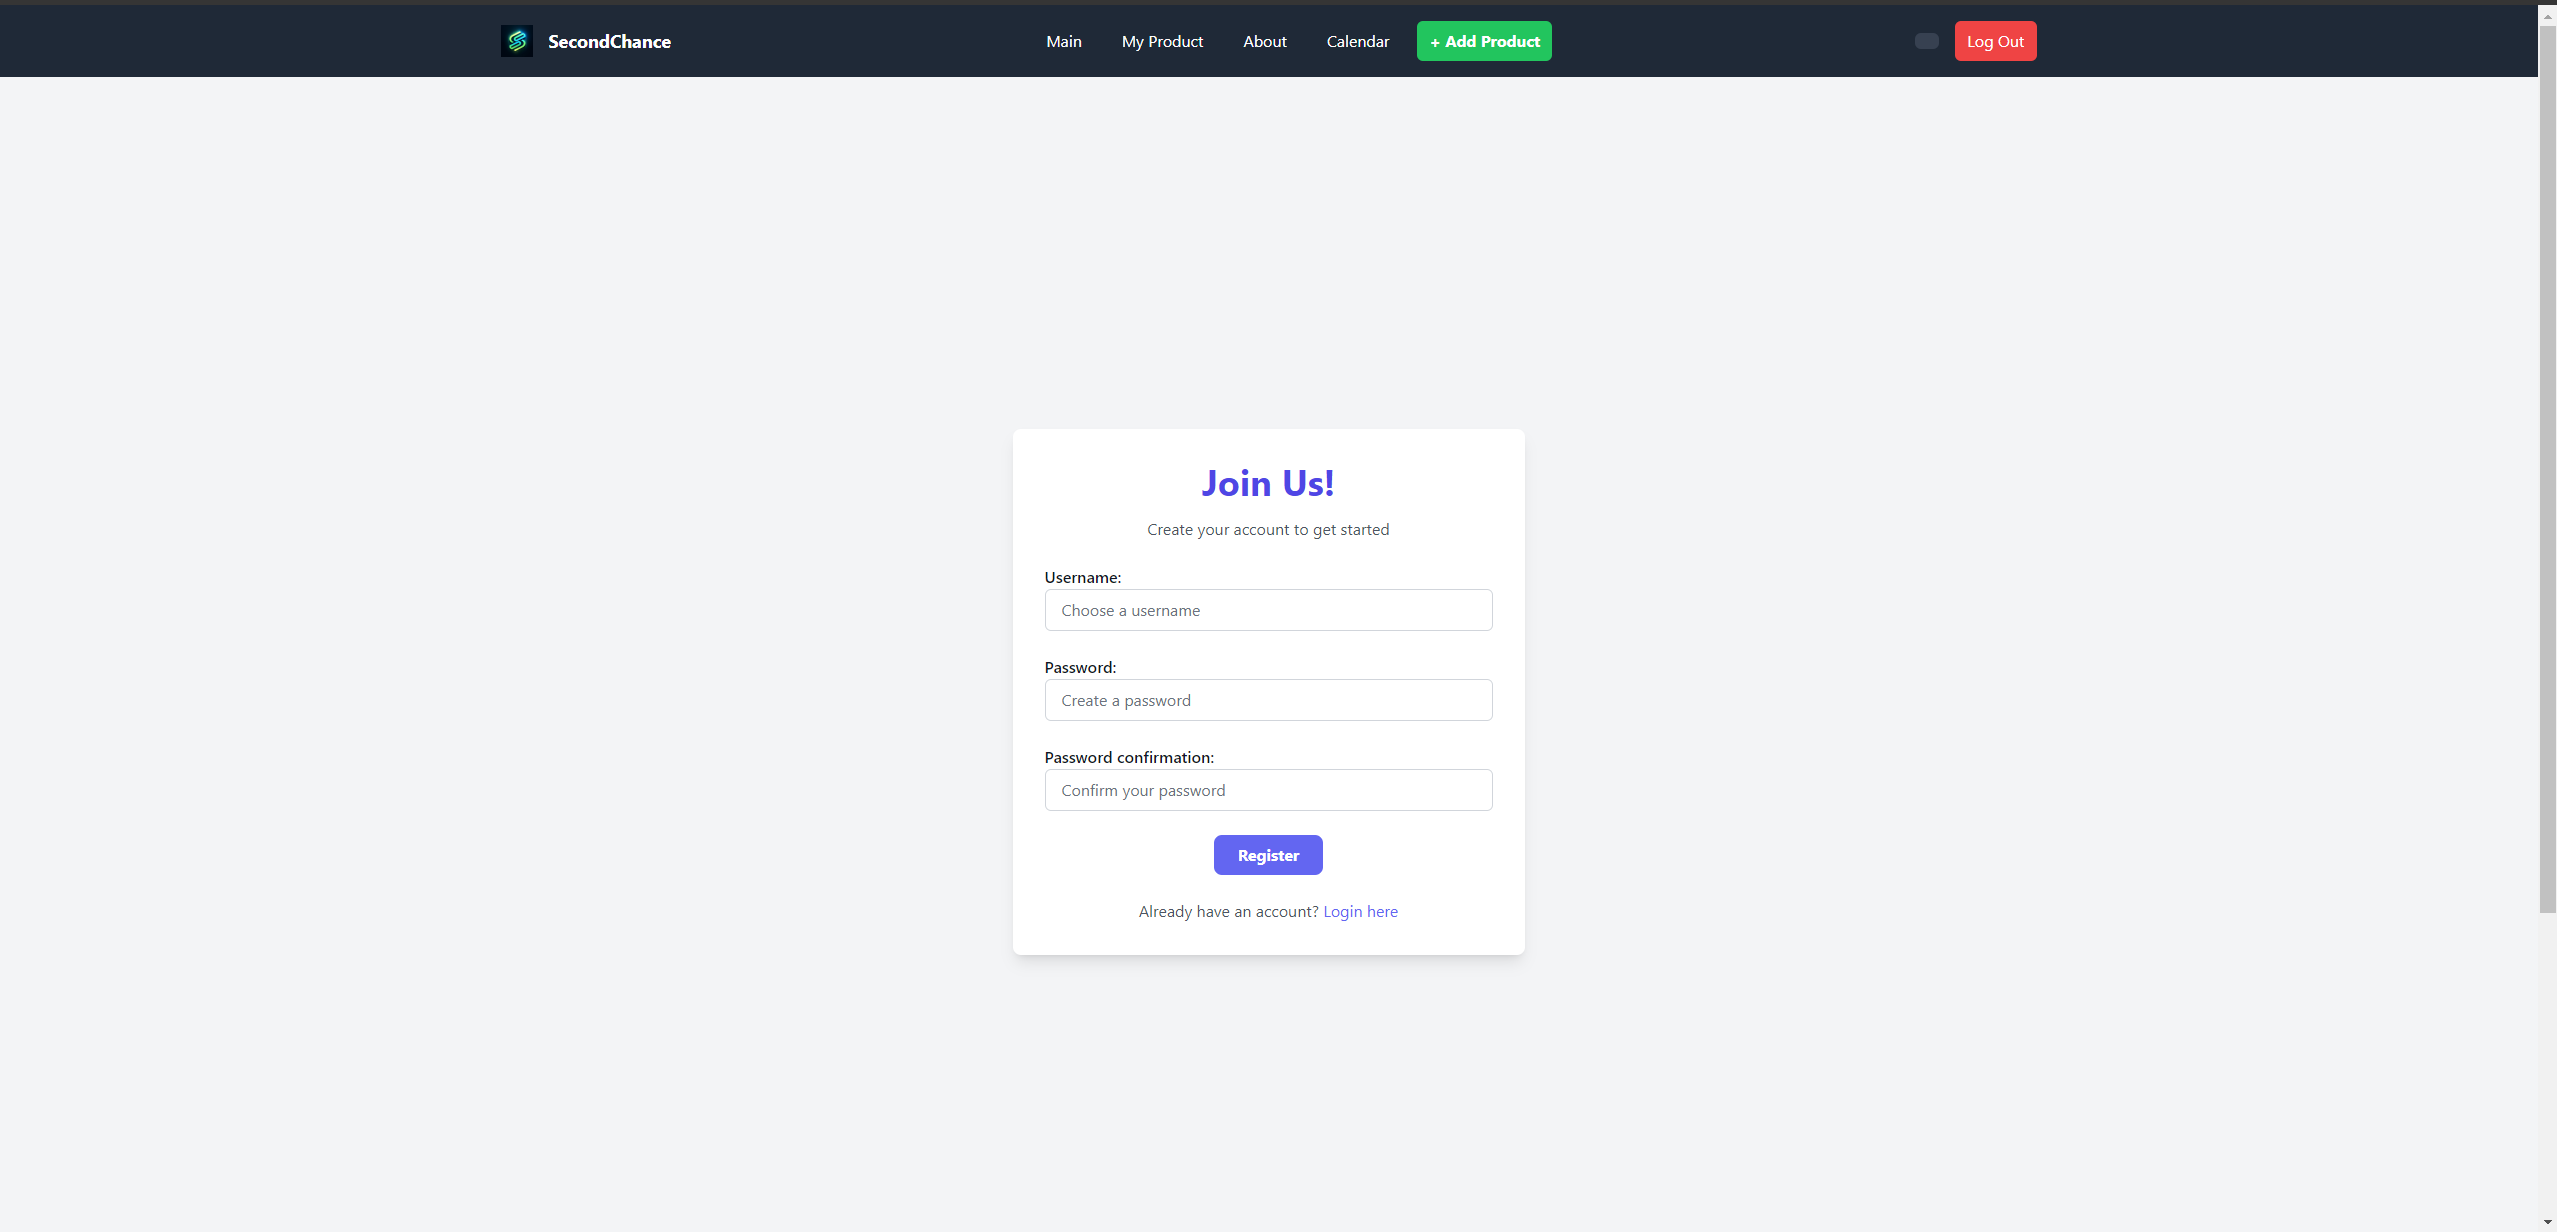 SecondChance
Main
My Product
About
Calendar
+ Add Product
Log Out
Join Us!
Create your account to get started
Username:
Choose a username
Password:
Create a password
Password confirmation:
Confirm your password
Register
Already have an account? Login here